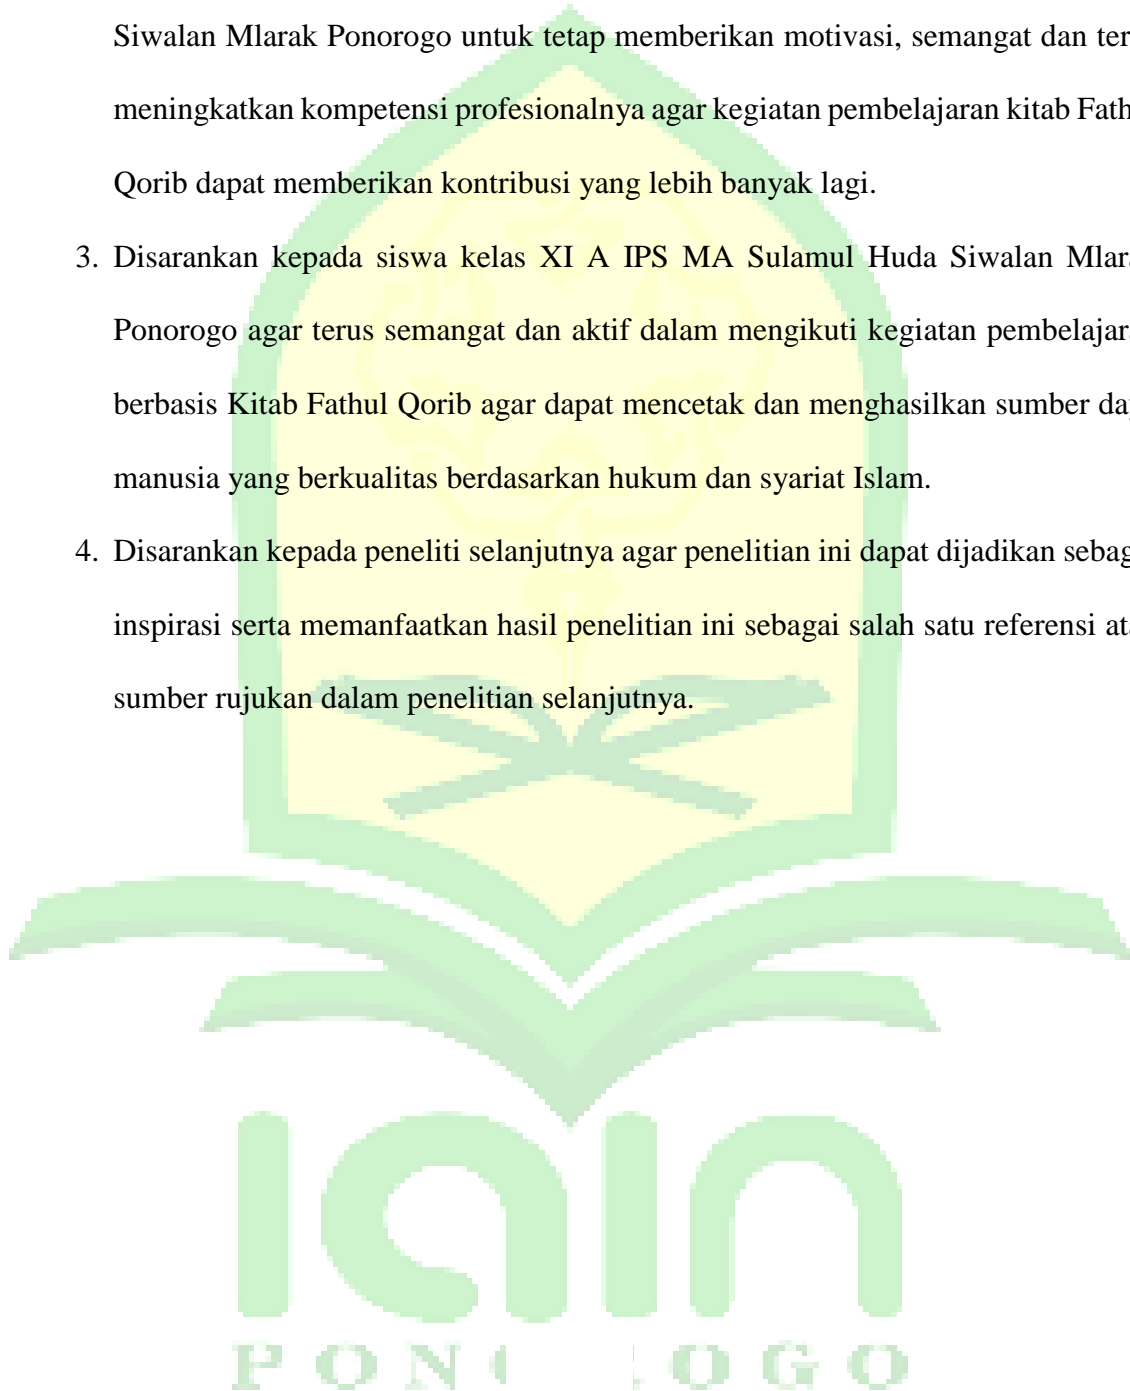 Siwalan Mlarak Ponorogo untuk tetap memberikan motivasi, semangat dan ter
meningkatkan kompetensi profesionalnya agar kegiatan pembelajaran kitab Fath
Qorib dapat memberikan kontribusi yang lebih banyak lagi.
3. Disarankan kepada siswa kelas XI A IPS MA Sulamul Huda Siwalan Mlar
Ponorogo agar terus semangat dan aktif dalam mengikuti kegiatan pembelajar
berbasis Kitab Fathul Qorib agar dapat mencetak dan menghasilkan sumber da
manusia yang berkualitas berdasarkan hukum dan syariat Islam.
4. Disarankan kepada peneliti selanjutnya agar penelitian ini dapat dijadikan sebag
inspirasi serta memanfaatkan hasil penelitian ini sebagai salah satu referensi at
sumber rujukan dalam penelitian selanjutnya.
iain
PON OGO